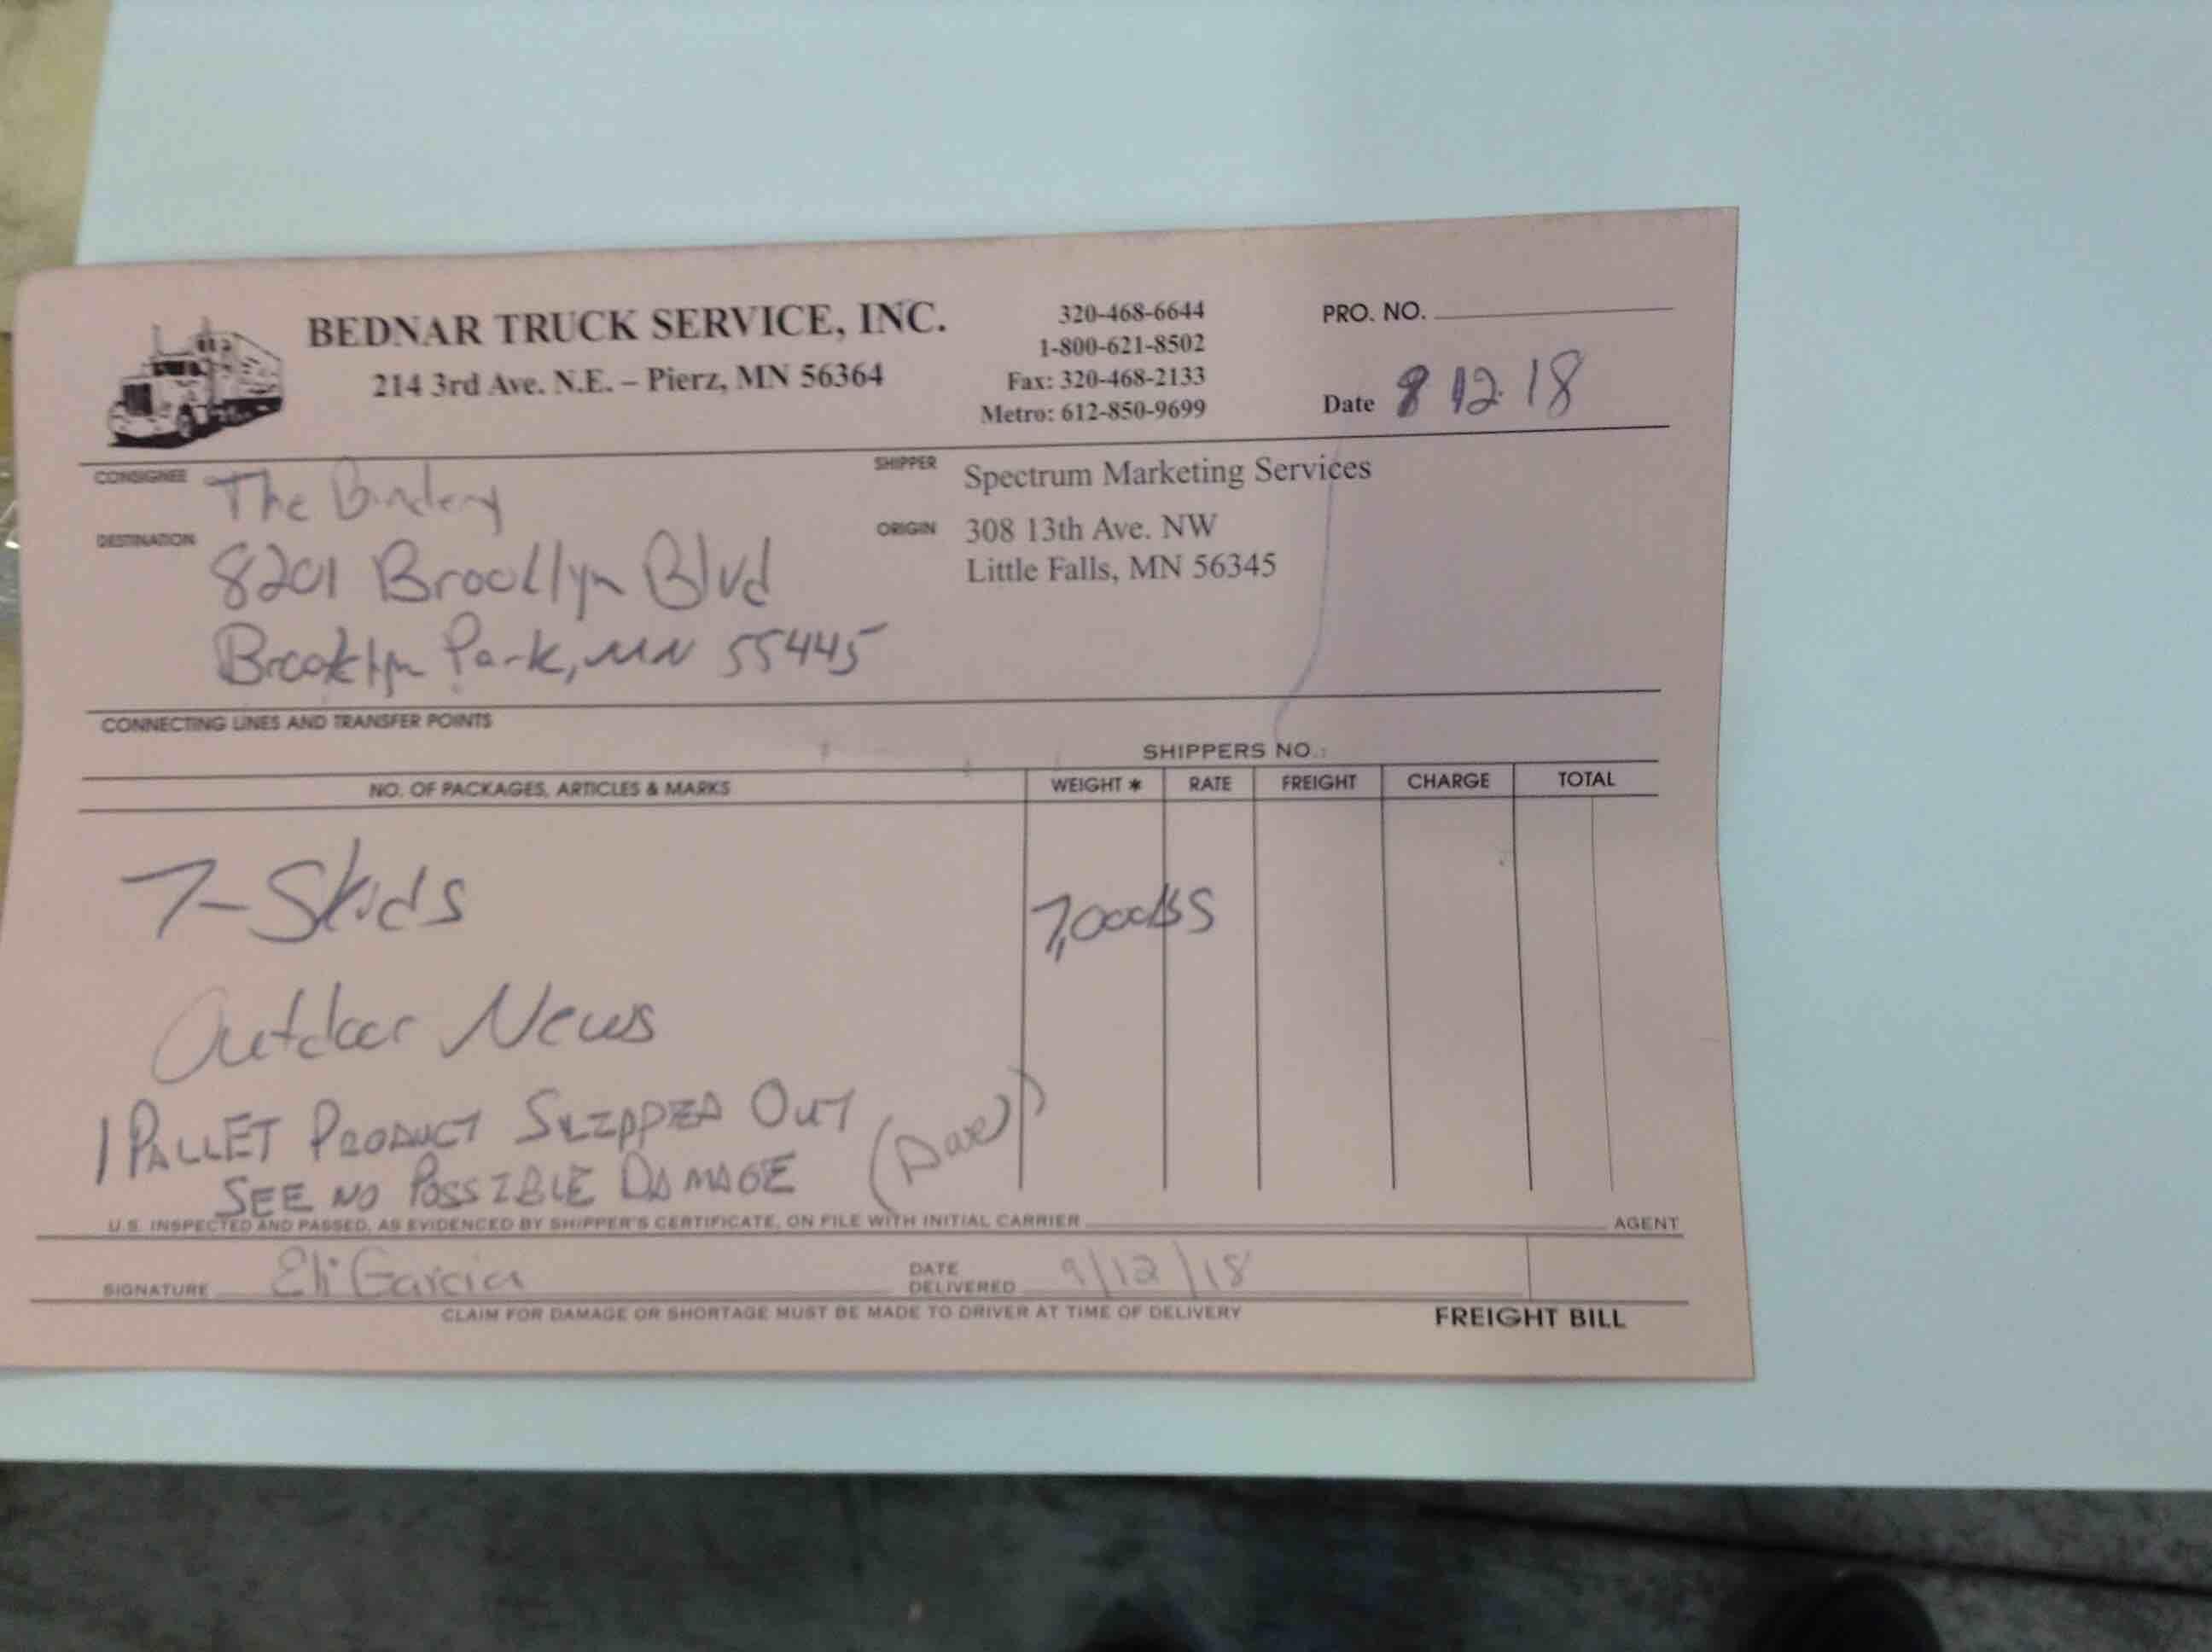 BEDNAR TRUCK SERVICE, INC.
214 3rd Ave. N.E. – Pierz, MN 56364
320-468-6644
1-800-621-8502
Fax: 320-468-2133
Metro: 612-850-9699
PRO. NO.
Date 8 12 18
CONSIGNEE The Bindery
DESTINATION 8201 Brooklyn Blvd
Brooklyn Park, MN 55445
SHIPPER Spectrum Marketing Services
ORIGIN 308 13th Ave. NW
Little Falls, MN 56345
CONNECTING LINES AND TRANSFER POINTS
SHIPPERS NO.:
NO. OF PACKAGES, ARTICLES & MARKS WEIGHT * RATE FREIGHT CHARGE TOTAL
7-Skids 7,000lbs
Outdoor News
1 PALLET PRODUCT SLIPPED OUT
SEE NO POSSIBLE DAMAGE (Dave)
U.S. INSPECTED AND PASSED, AS EVIDENCED BY SHIPPER'S CERTIFICATE, ON FILE WITH INITIAL CARRIER AGENT
SIGNATURE Eli Garcia DATE DELIVERED 9/12/18
CLAIM FOR DAMAGE OR SHORTAGE MUST BE MADE TO DRIVER AT TIME OF DELIVERY
FREIGHT BILL